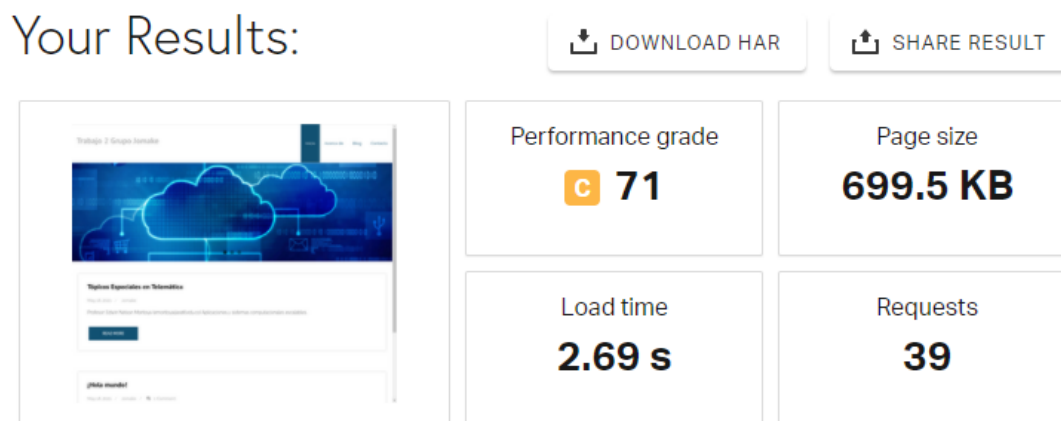 Your Results:
DOWNLOAD HAR
SHARE RESULT
Performance grade
C 71
Page size
699.5 KB
Load time
2.69 s
Requests
39
Trabajo 2 Grupo
Blog
Tópicos Especiales en Telemática
READ MORE
¡Hola mundo!